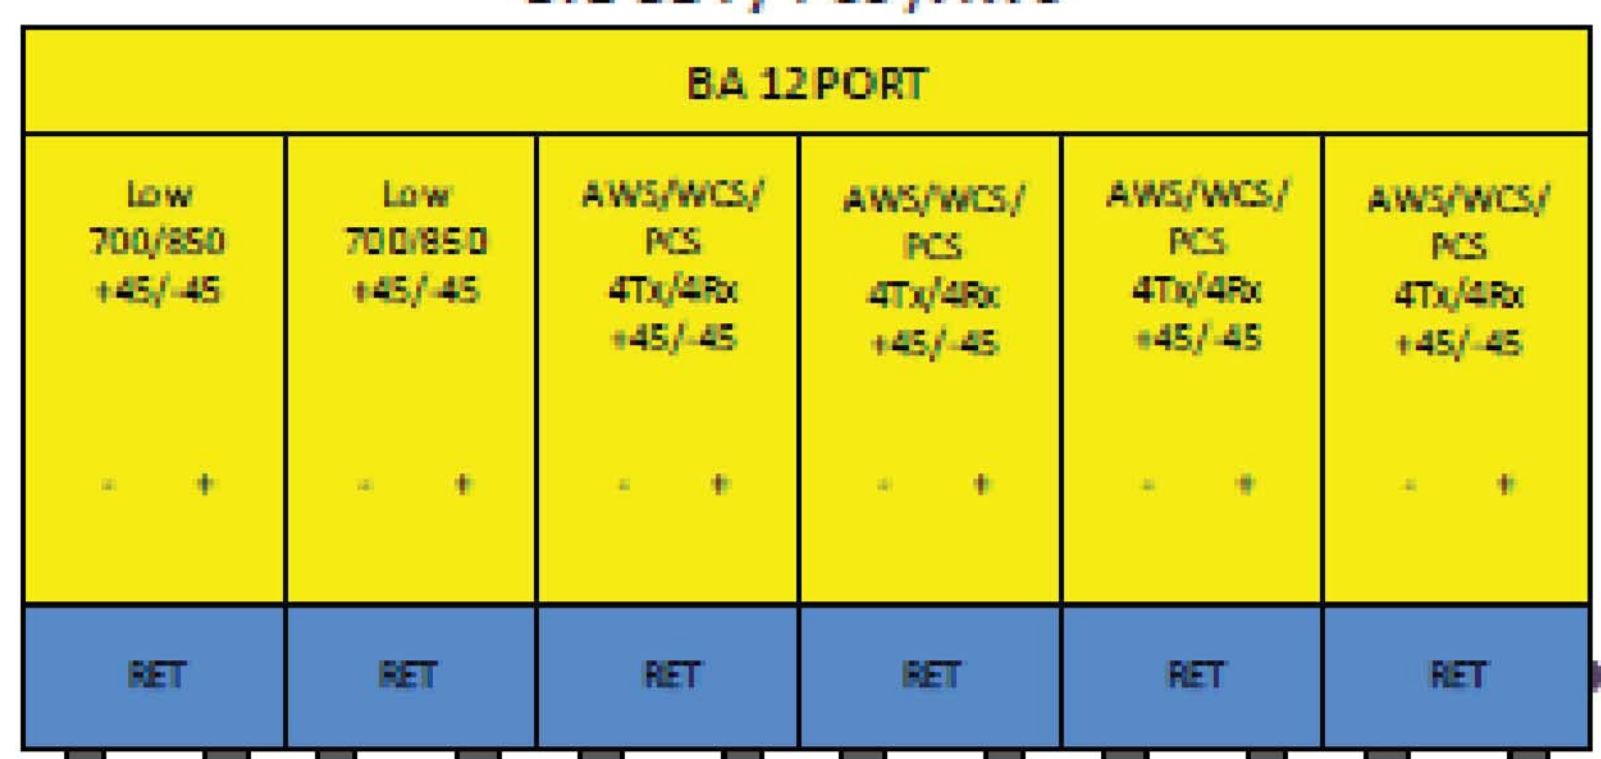 BA 12PORT
Low
700/850
+45/-45
- +
Low
700/850
+45/-45
- +
AWS/WCS/
PCS
4Tx/4Rx
+45/-45
- +
AWS/WCS/
PCS
4Tx/4Rx
+45/-45
- +
AWS/WCS/
PCS
4Tx/4Rx
+45/-45
- +
AWS/WCS/
PCS
4Tx/4Rx
+45/-45
- +
RET
RET
RET
RET
RET
RET